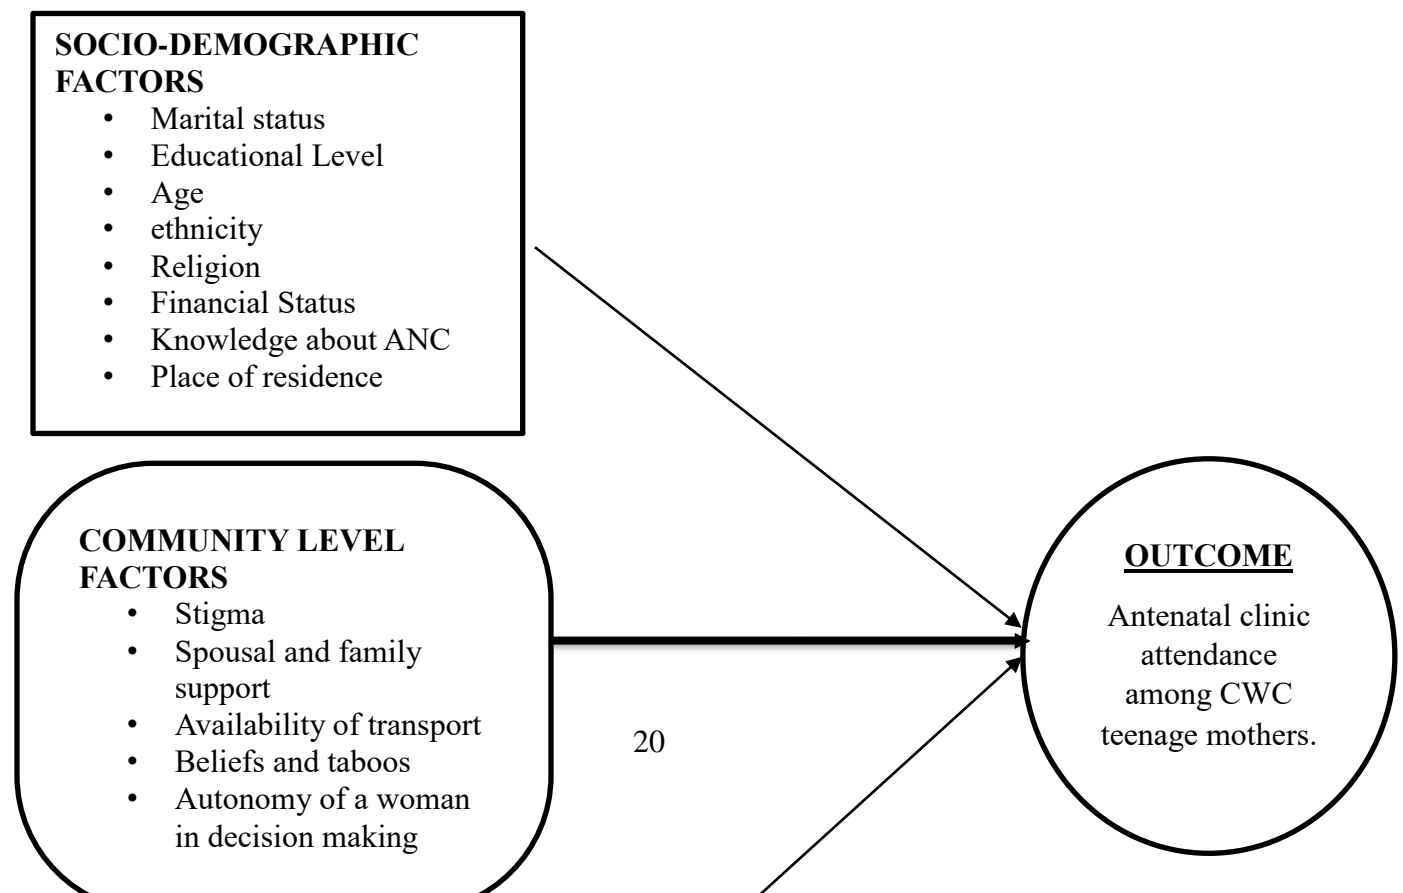 SOCIO-DEMOGRAPHIC
FACTORS
• Marital status
• Educational Level
• Age
• ethnicity
• Religion
• Financial Status
• Knowledge about ANC
• Place of residence
COMMUNITY LEVEL
FACTORS
• Stigma
• Spousal and family
support
• Availability of transport
• Beliefs and taboos
• Autonomy of a woman
in decision making
20
OUTCOME
Antenatal clinic
attendance
among CWC
teenage mothers.